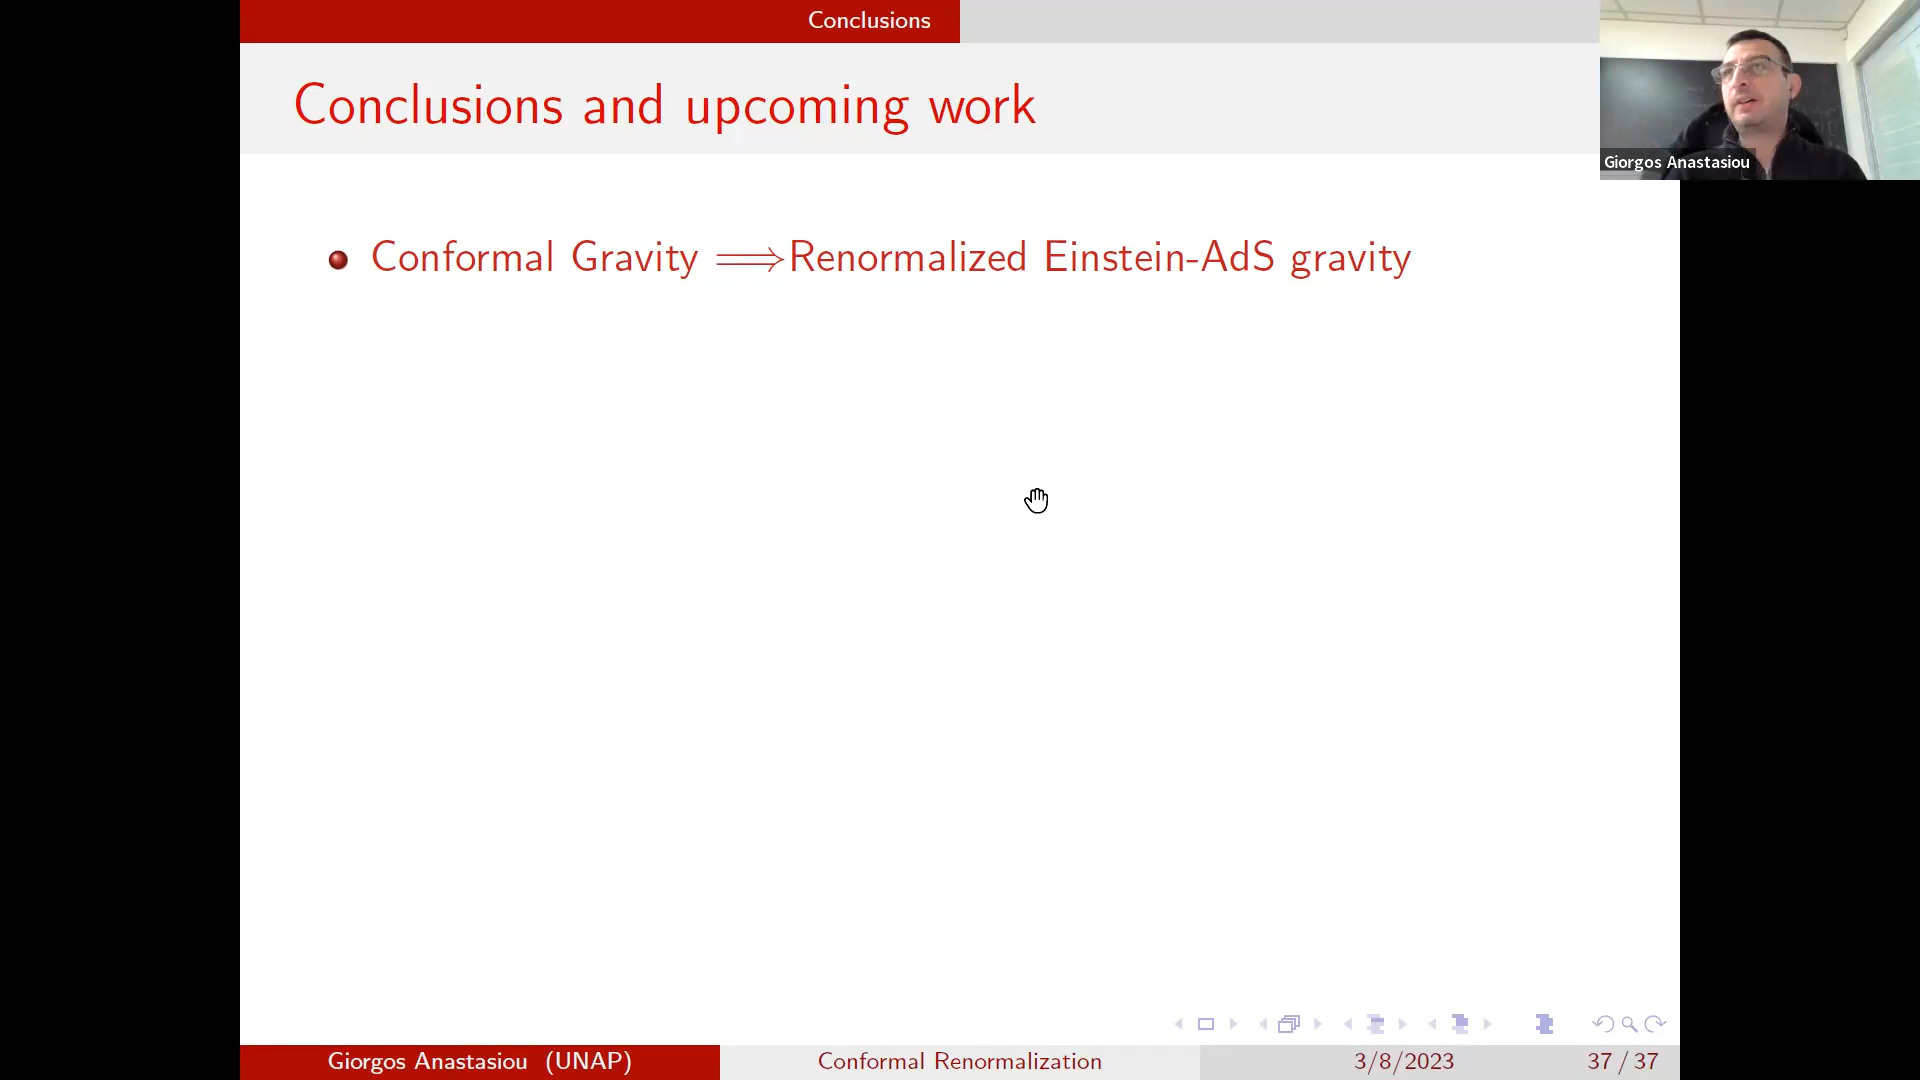 Conclusions
Conclusions and upcoming work
Giorgos Anastasiou
Conformal Gravity ⟹Renormalized Einstein-AdS gravity
Giorgos Anastasiou (UNAP)
Conformal Renormalization
3/8/2023
37 / 37